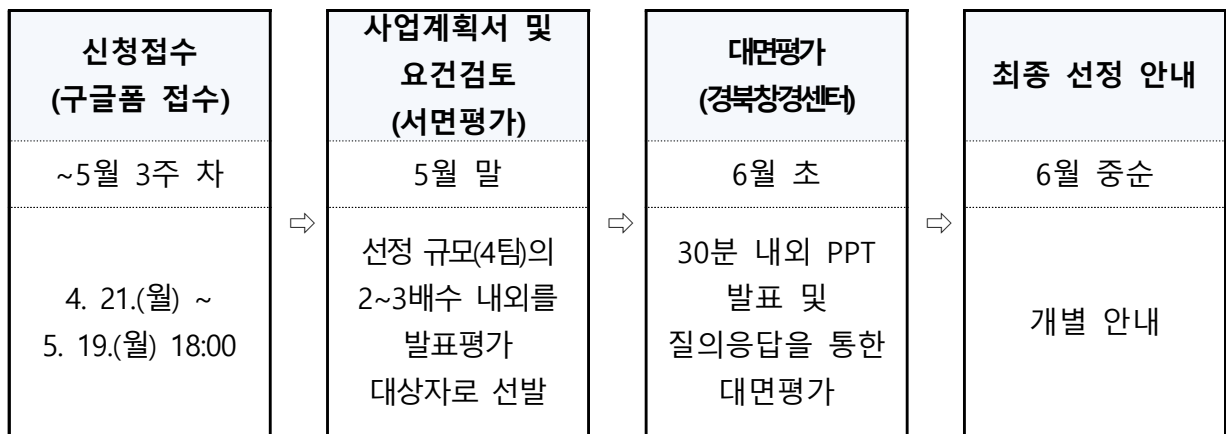 신청접수
(구글폼 접수)
~5월 3주 차
4. 21.(월) ~
5. 19.(월) 18:00
⇨
사업계획서 및
요건검토
(서면평가)
5월 말
선정 규모(4팀)의
2~3배수 내외를
발표평가
대상자로 선발
⇨
대면평가
(경북창경센터)
6월 초
30분 내외 PPT
발표 및
질의응답을 통한
대면평가
⇨
최종 선정 안내
6월 중순
개별 안내